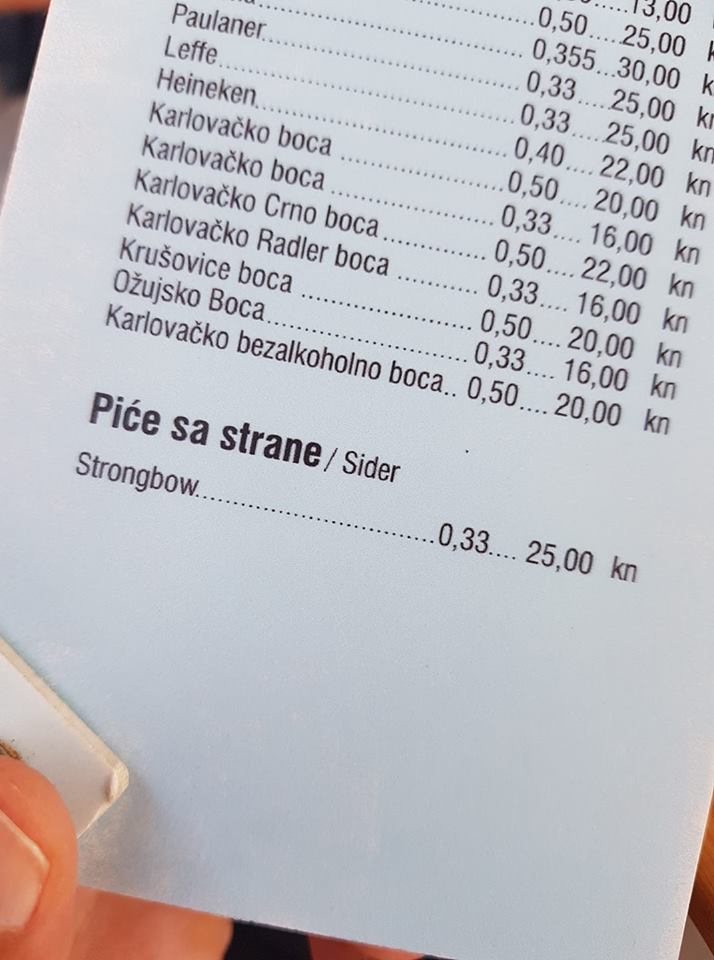 13,00
0,50....25,00
0,355...30,00 k
Paulaner 0,33....25,00 kn
Leffe 0,33....25,00 kn
Heineken 0,40.... 22,00 kn
Karlovačko boca 0,50.... 20,00 kn
Karlovačko boca 0,33.... 16,00 kn
Karlovačko Crno boca 0,50.... 22,00 kn
Karlovačko Radler boca 0,33.... 16,00 kn
Krušovice boca 0,50.... 20,00 kn
Ožujsko Boca 0,33.... 16,00 kn
Karlovačko bezalkoholno boca.. 0,50.... 20,00 kn
Piće sa strane / Sider
Strongbow 0,33.... 25,00 kn